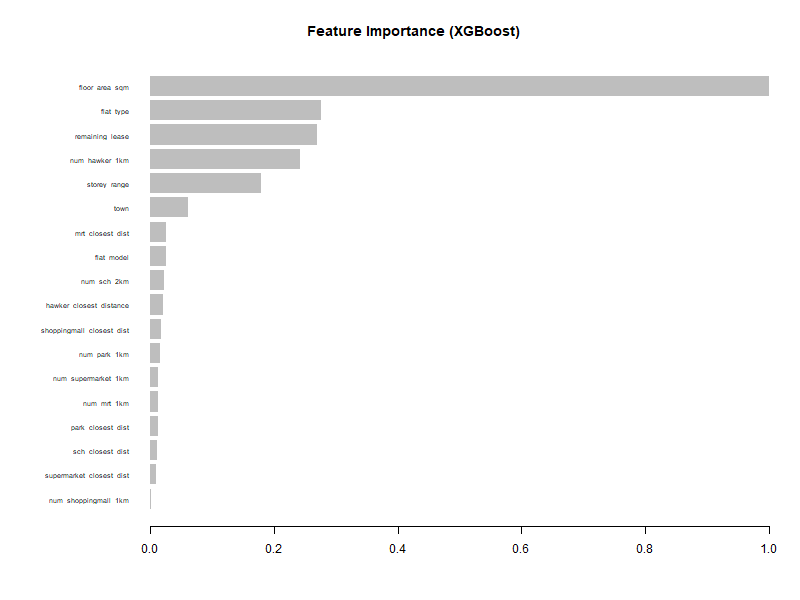 Feature Importance (XGBoost)
floor area sqm
flat type
remaining lease
num hawker 1km
storey range
town
mrt closest dist
flat model
num sch 2km
hawker closest distance
shoppingmall closest dist
num park 1km
num supermarket 1km
num mrt 1km
park closest dist
sch closest dist
supermarket closest dist
num shoppingmall 1km
0.0 0.2 0.4 0.6 0.8 1.0